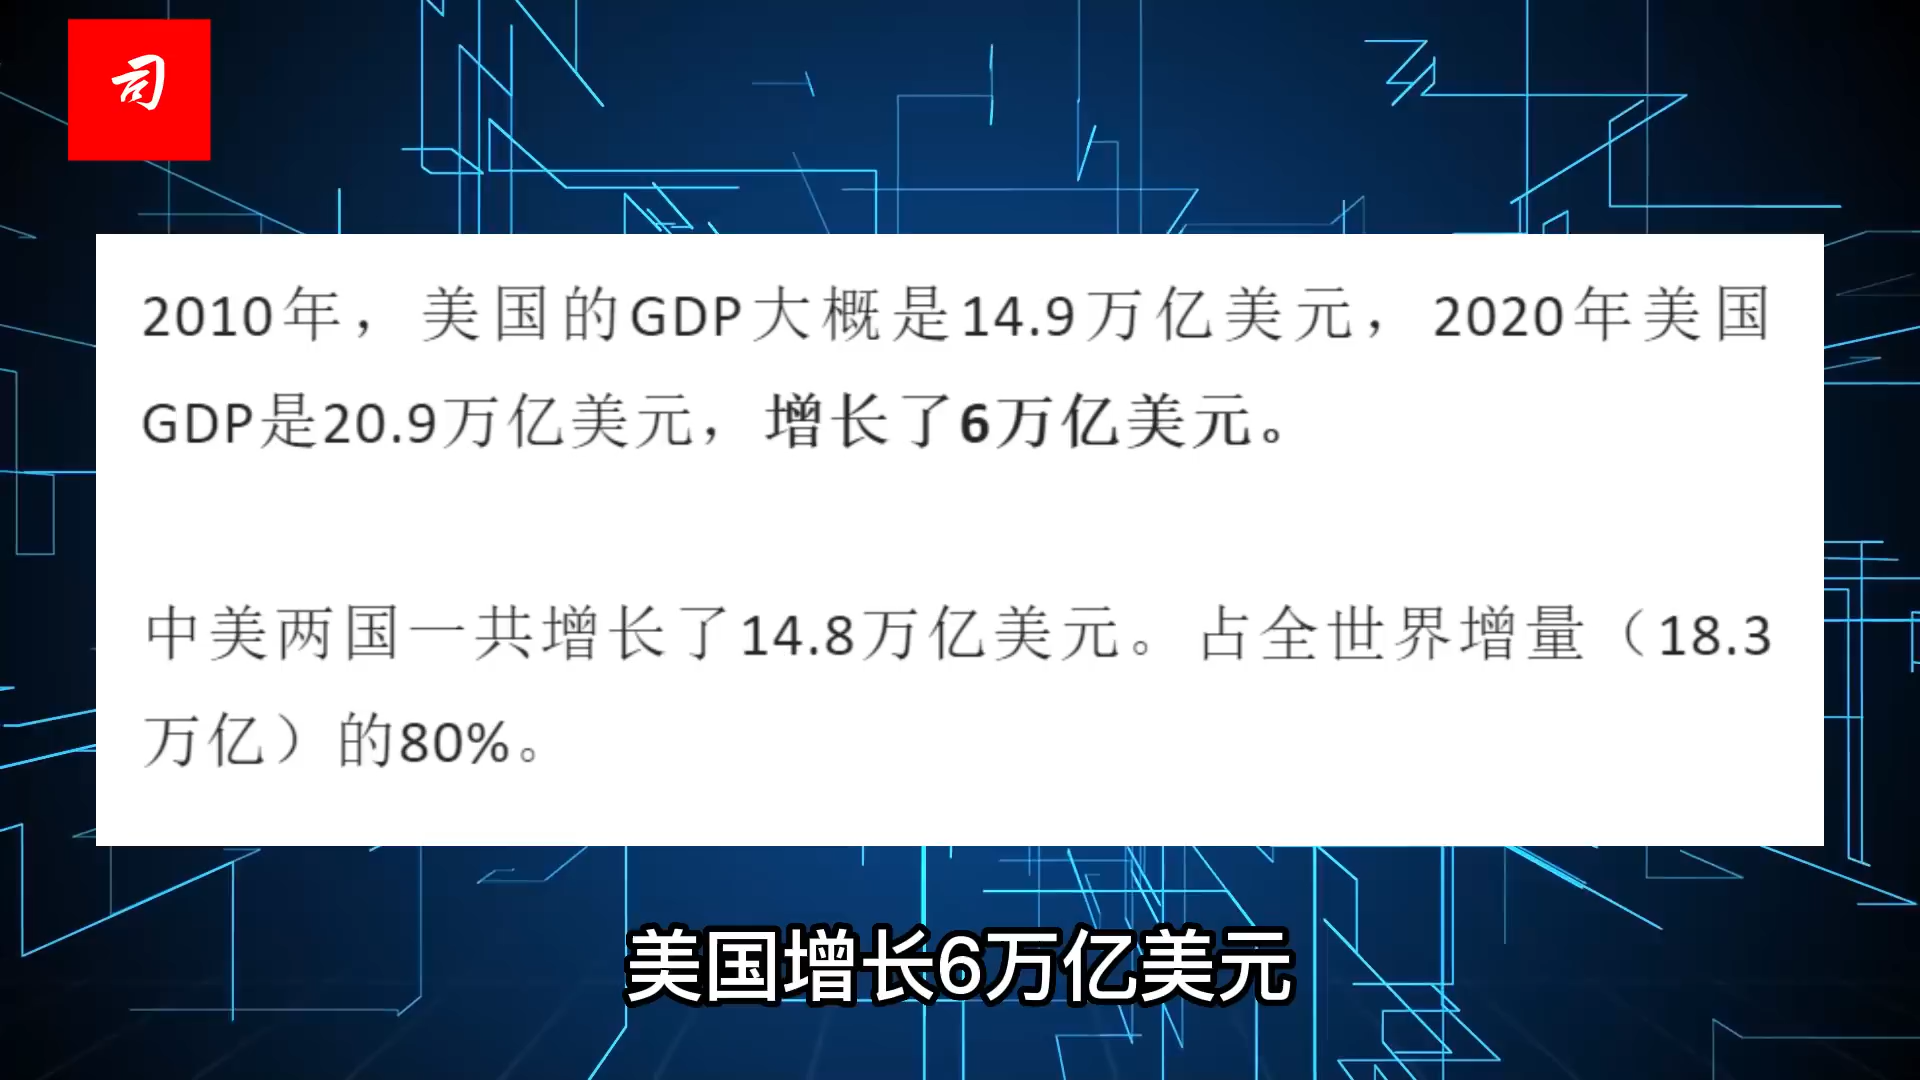 司
2010年，美国的GDP大概是14.9万亿美元，2020年美国
GDP是20.9万亿美元，增长了6万亿美元。
中美两国一共增长了14.8万亿美元。占全世界增量（18.3
万亿）的80%。
美国增长6万亿美元